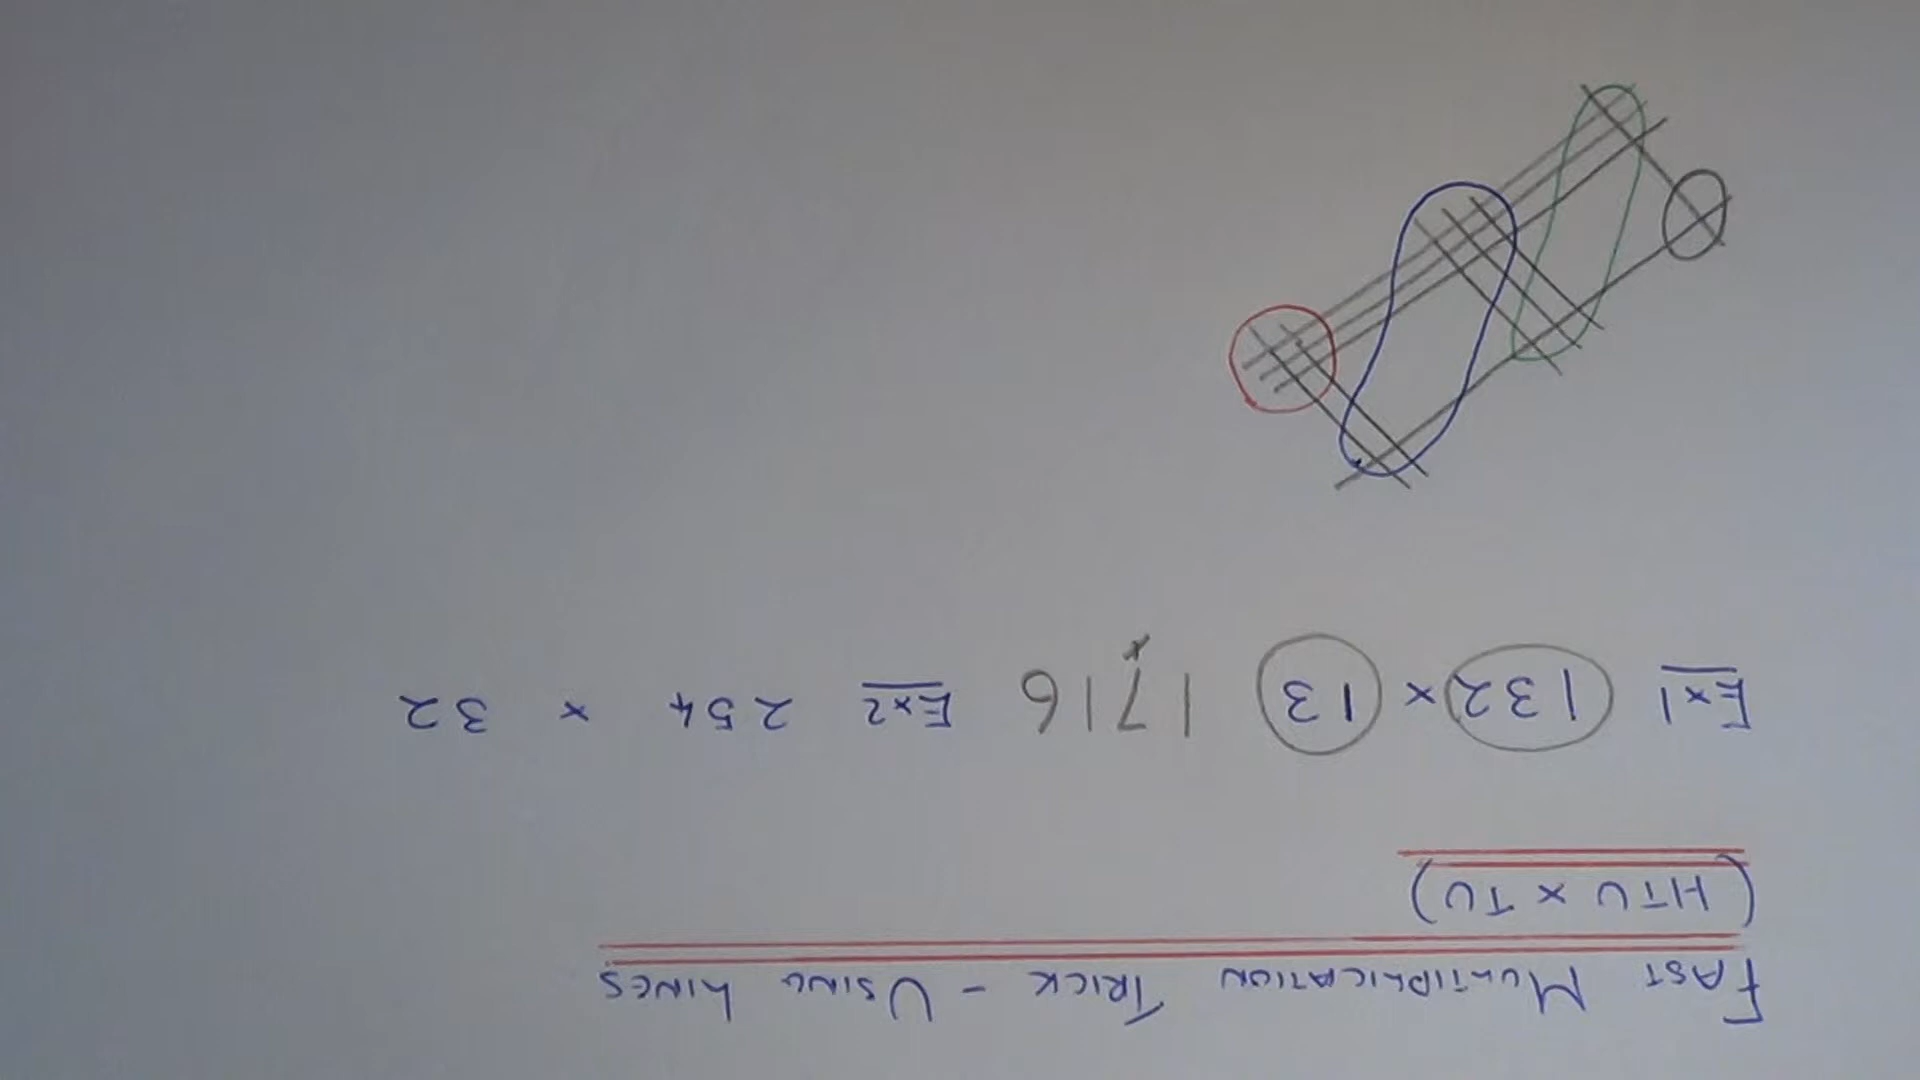 FAST MULTIPLICATION TRICK - USING LINES
(HTU × TU)
Ex1 132 × 13 1716 Ex2 254 × 32